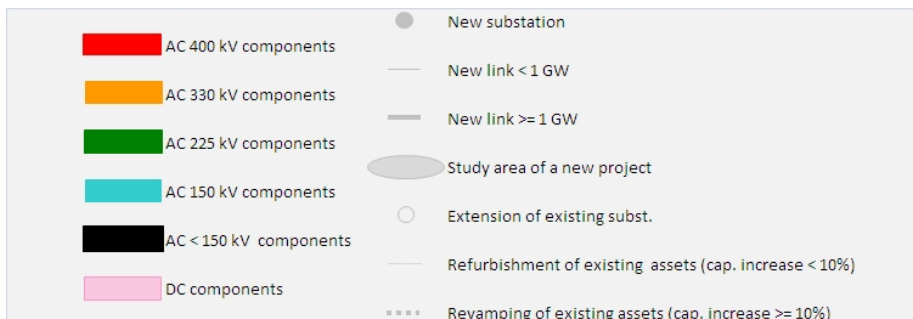 AC 400 kV components
AC 330 kV components
AC 225 kV components
AC 150 kV components
AC < 150 kV components
DC components
New substation
New link < 1 GW
New link >= 1 GW
Study area of a new project
Extension of existing subst.
Refurbishment of existing assets (cap. increase < 10%)
Revamping of existing assets (cap. increase >= 10%)